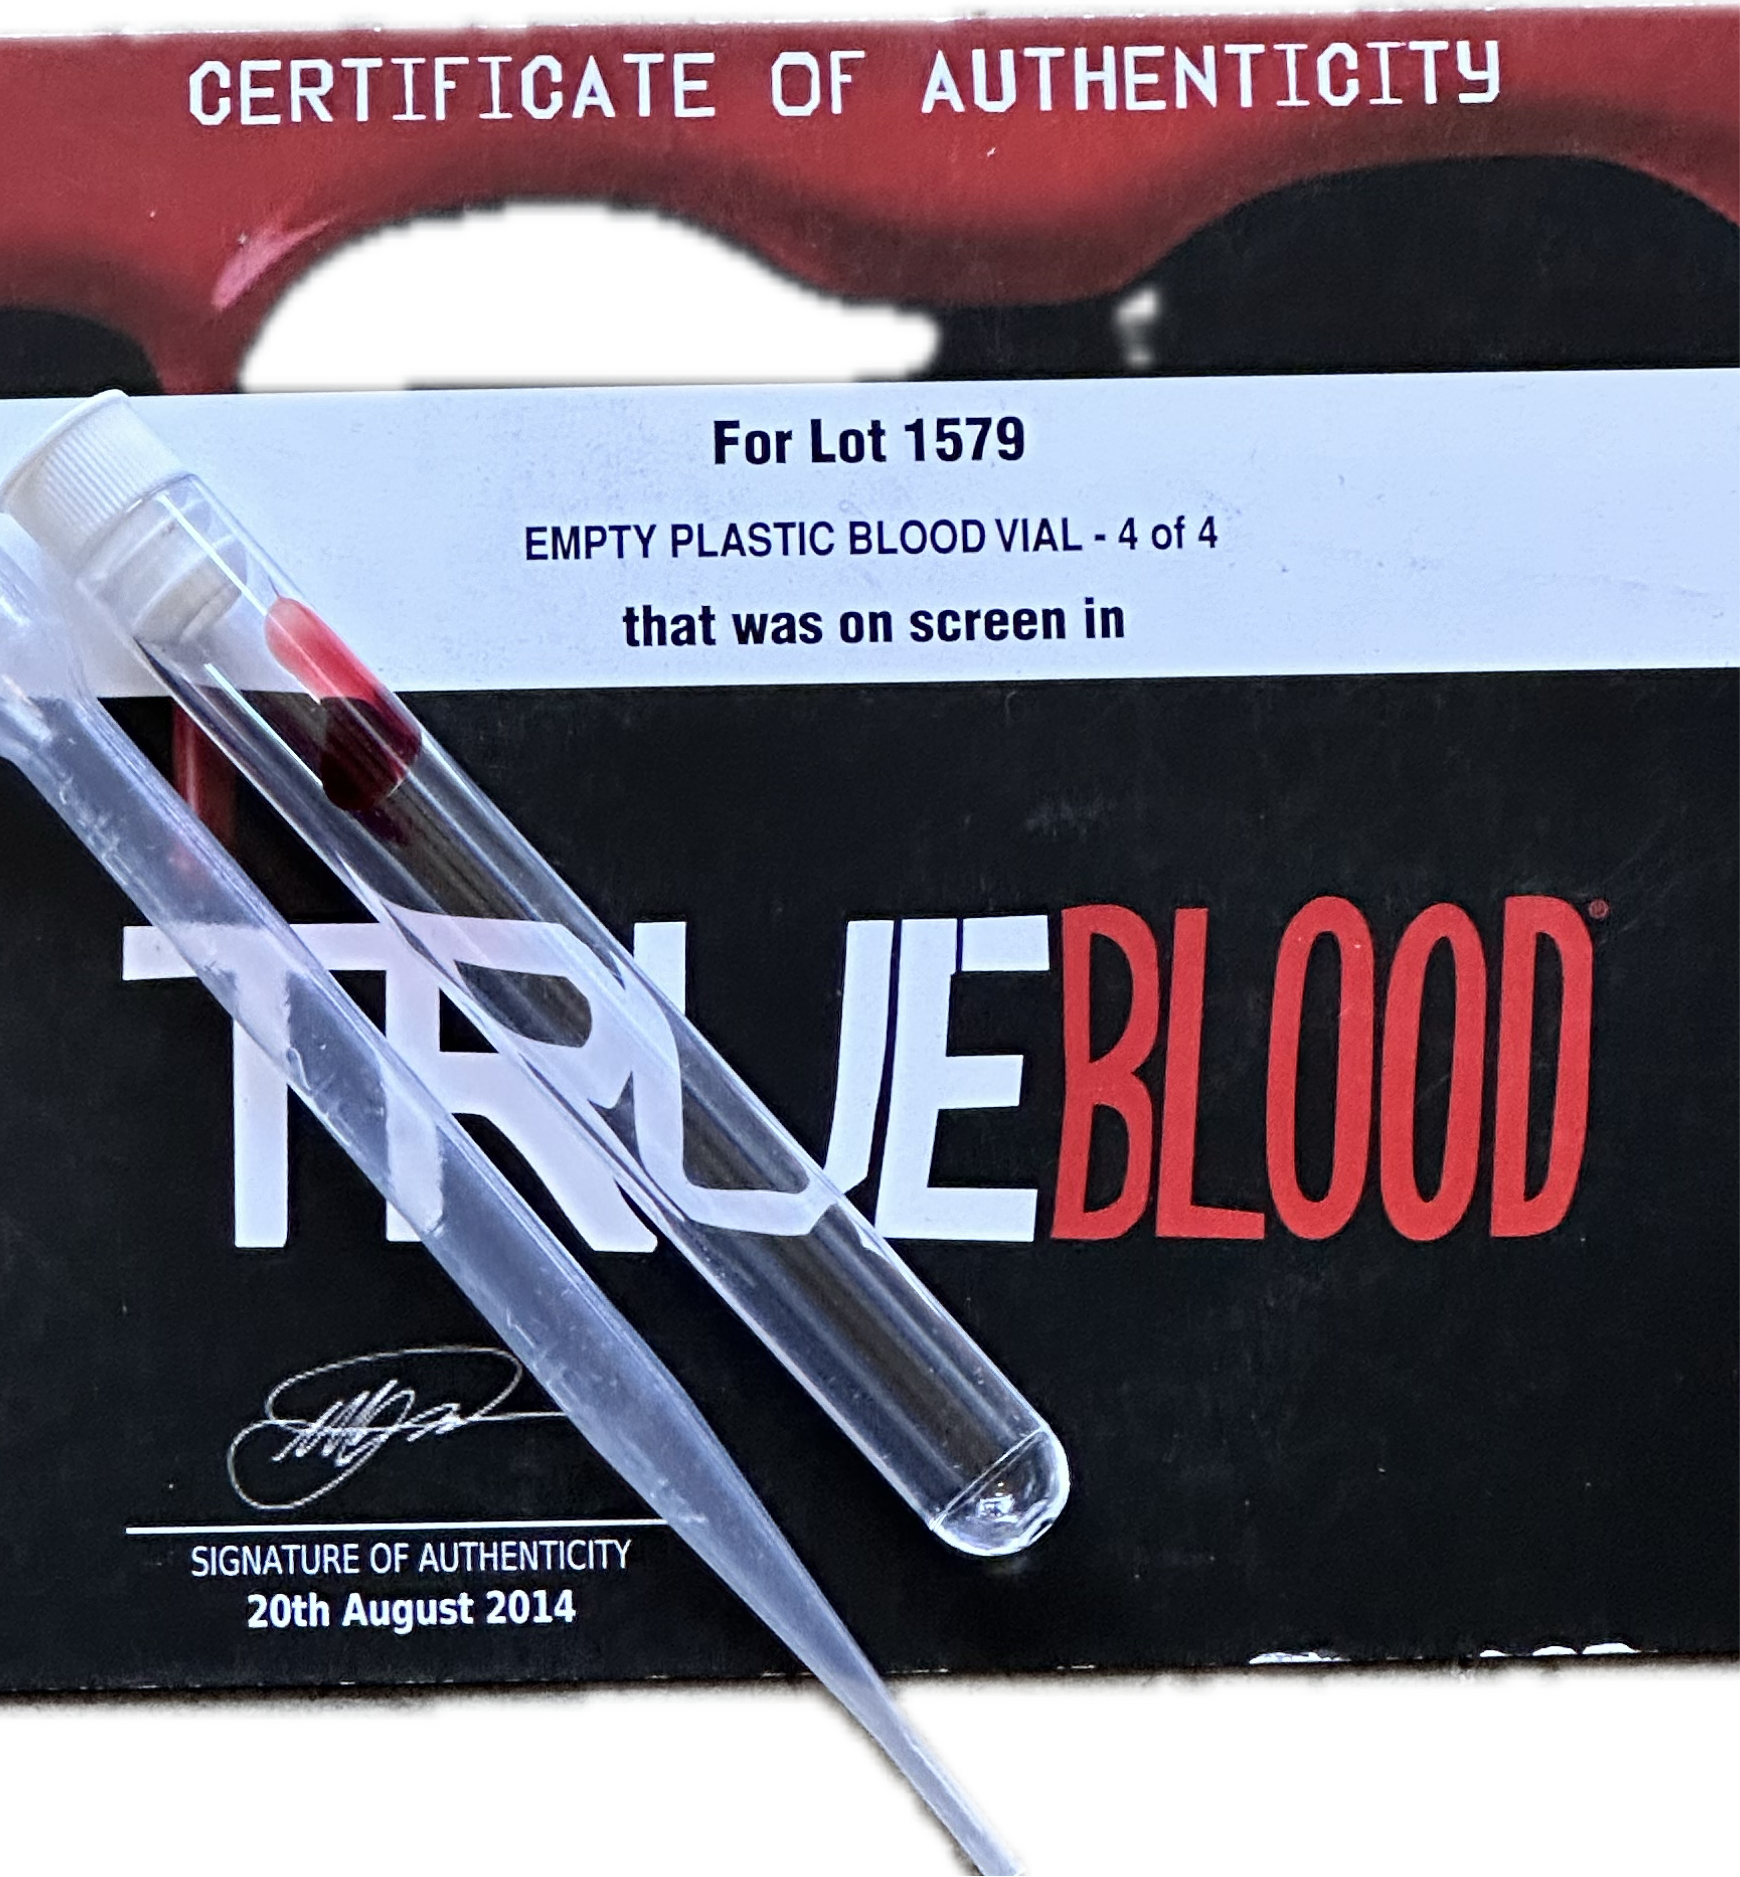 CERTIFICATE OF AUTHENTICITY
For Lot 1579
EMPTY PLASTIC BLOOD VIAL - 4 of 4
that was on screen in
TRUEBLOOD®
SIGNATURE OF AUTHENTICITY
20th August 2014